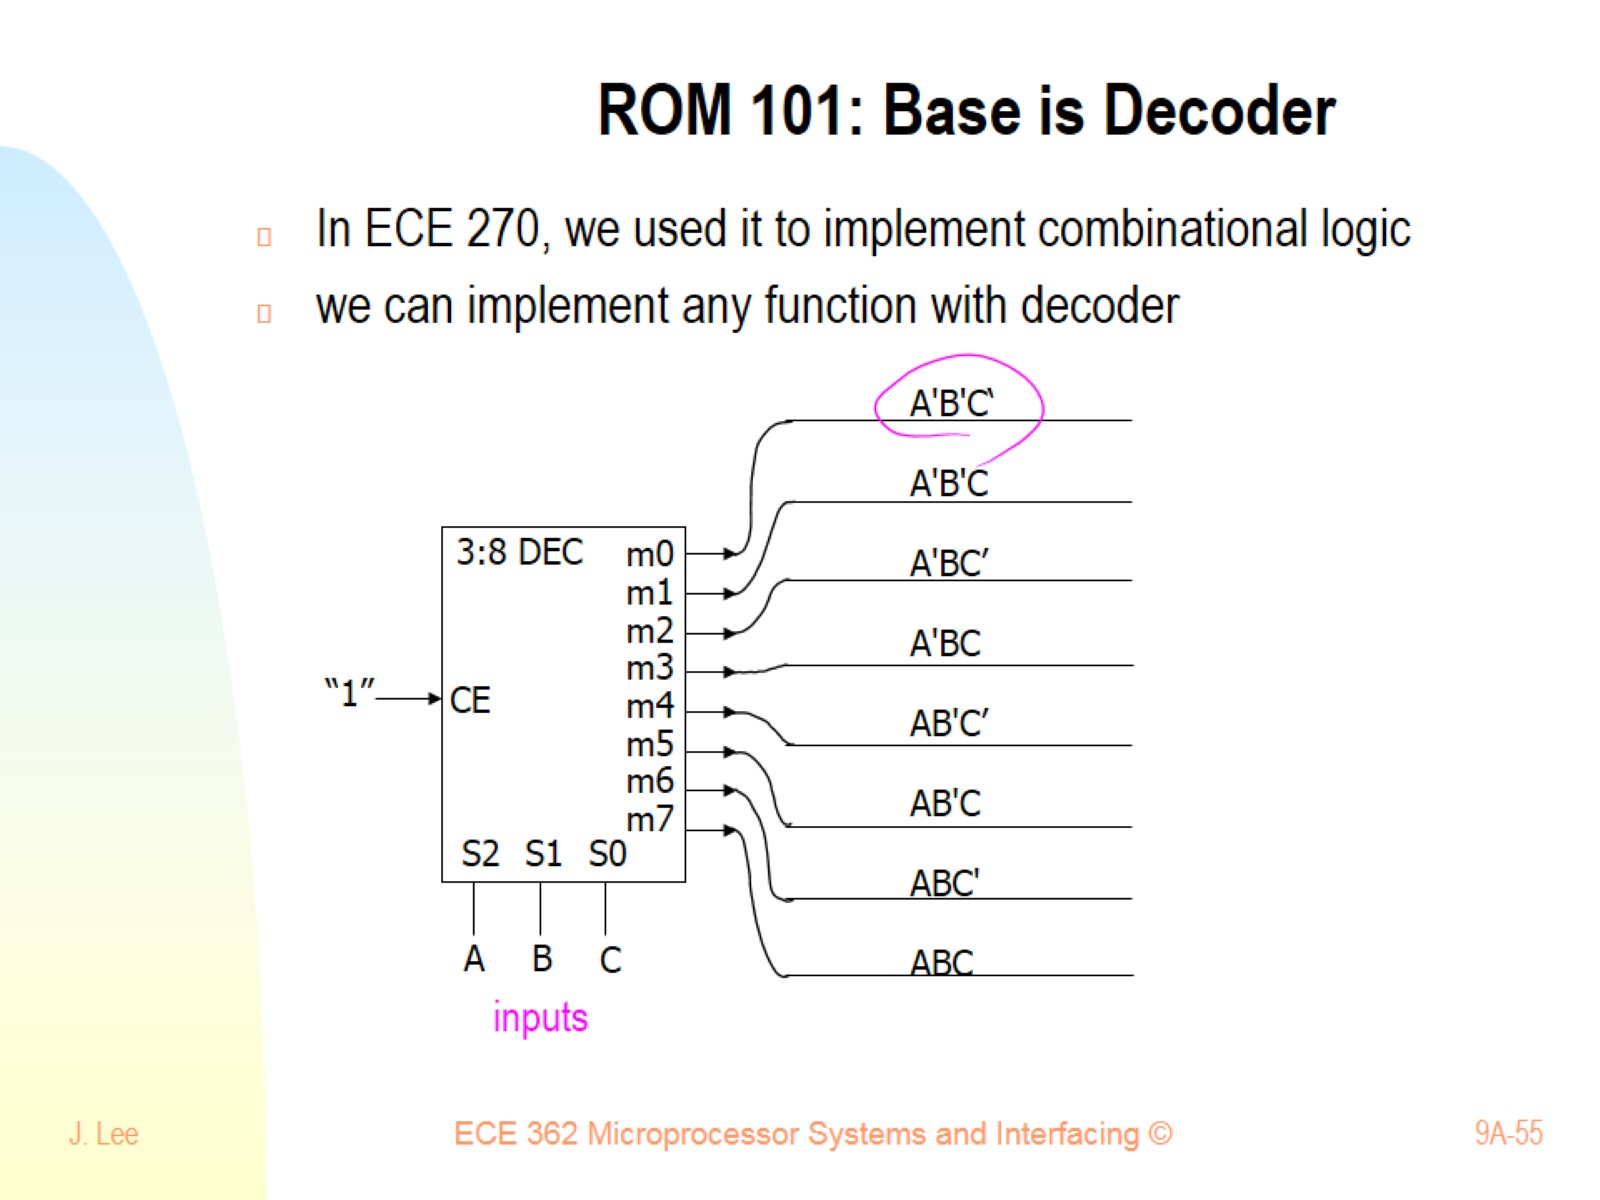 ROM 101: Base is Decoder
In ECE 270, we used it to implement combinational logic
we can implement any function with decoder
A'B'C‘
A'B'C
A'BC’
A'BC
AB'C’
AB'C
ABC'
ABC
3:8 DEC
m0
m1
m2
m3
m4
m5
m6
m7
“1”
CE
S2 S1 S0
A B C
inputs
J. Lee
ECE 362 Microprocessor Systems and Interfacing ©
9A-55